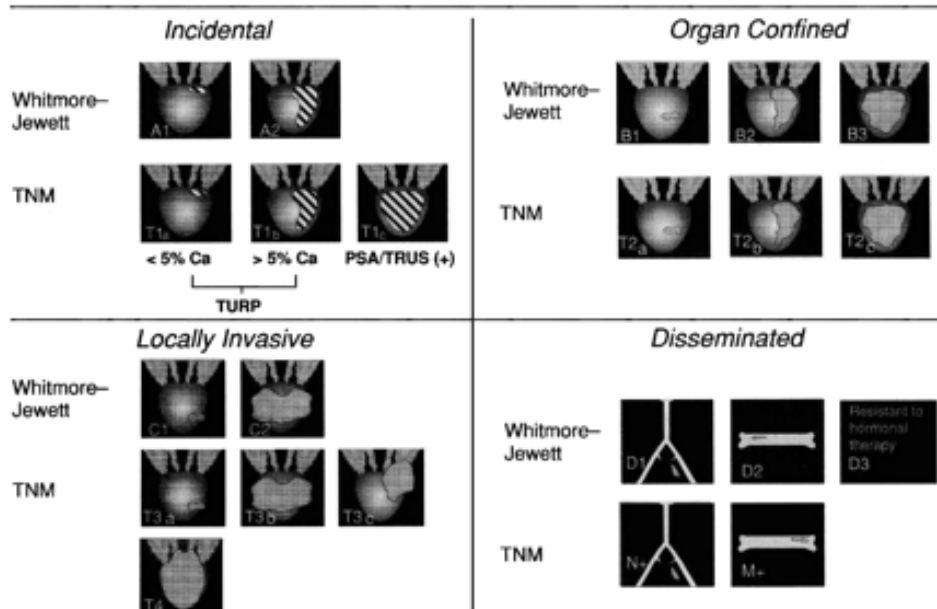 Incidental
Whitmore–
Jewett
A1
A2
TNM
T1a
T1b
T1c
< 5% Ca
> 5% Ca
PSA/TRUS (+)
TURP
Organ Confined
Whitmore–
Jewett
B1
B2
B3
TNM
T2a
T2b
T2c
Locally Invasive
Whitmore–
Jewett
C1
C2
TNM
T3a
T3b
T3c
T4
Disseminated
Whitmore–
Jewett
D1
D2
Resistant to
hormonal
therapy
D3
TNM
N+
M+